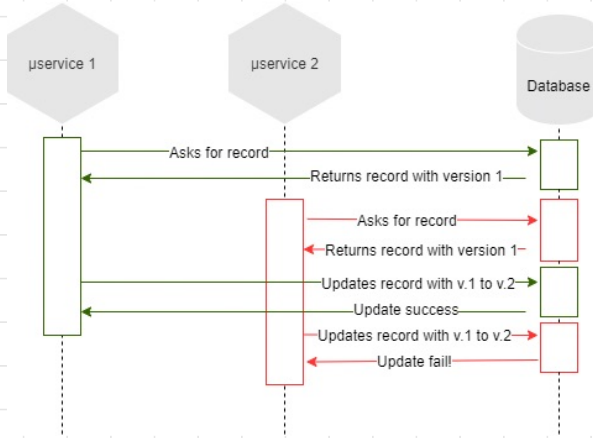 µservice 1
µservice 2
Database
Asks for record
Returns record with version 1
Asks for record
Returns record with version 1
Updates record with v.1 to v.2
Update success
Updates record with v.1 to v.2
Update fail!